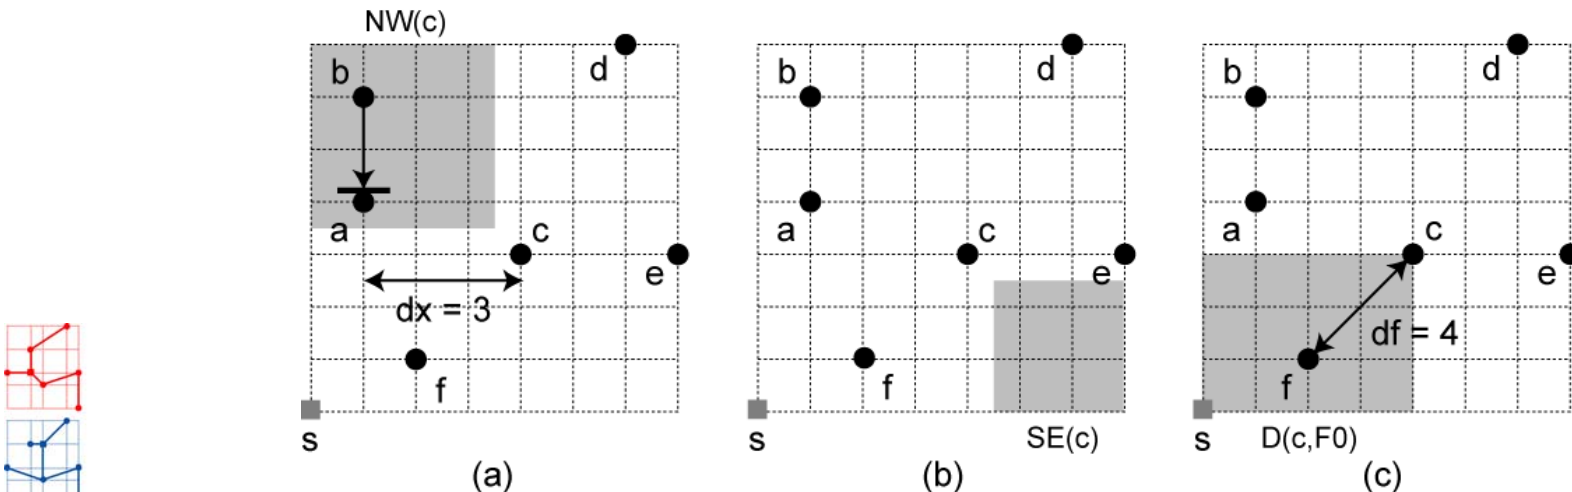 NW(c)
b
d
a
c
e
dx = 3
f
s
(a)
b
d
a
c
e
f
s
SE(c)
(b)
b
d
a
c
e
df = 4
f
s
D(c,F0)
(c)